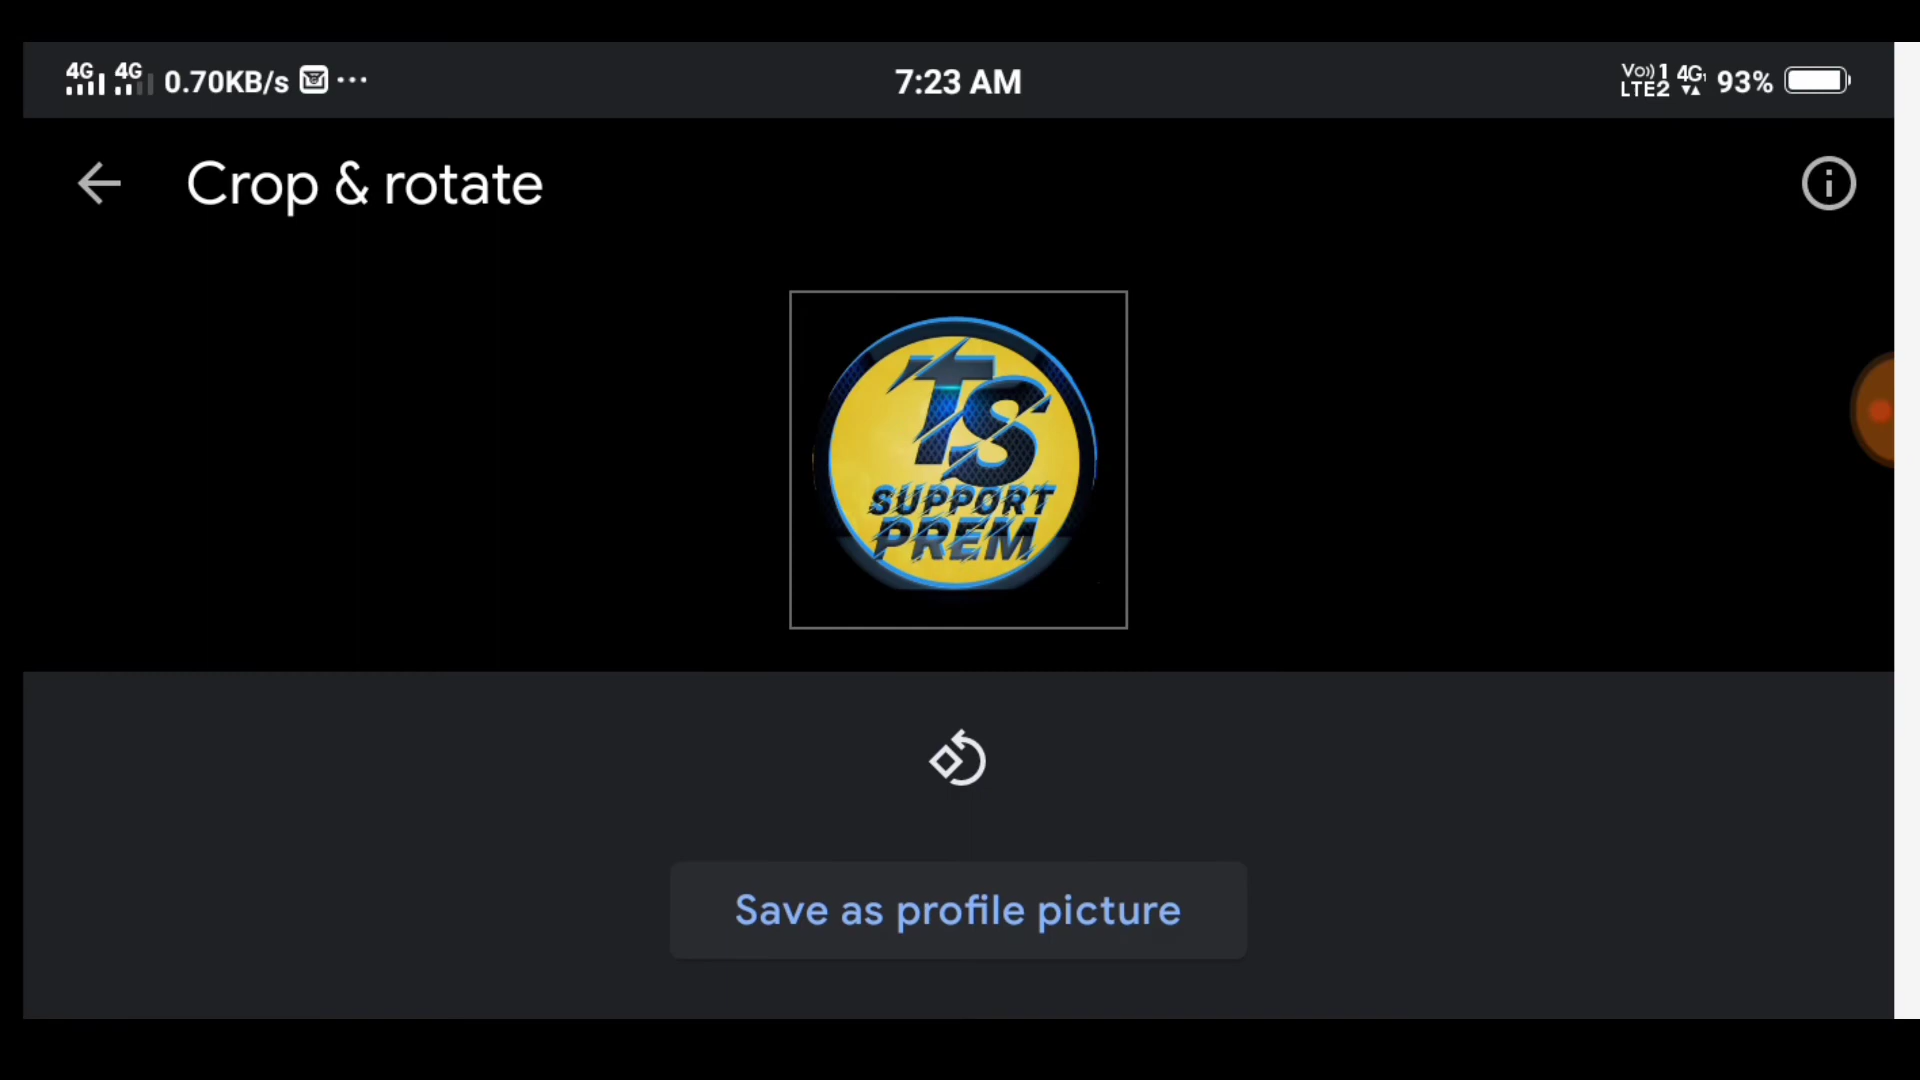 4G 4G 0.70KB/s ... 7:23 AM Vo)) 1 LTE2 4G 93%
Crop & rotate
TS
SUPPORT
PREM
Save as profile picture